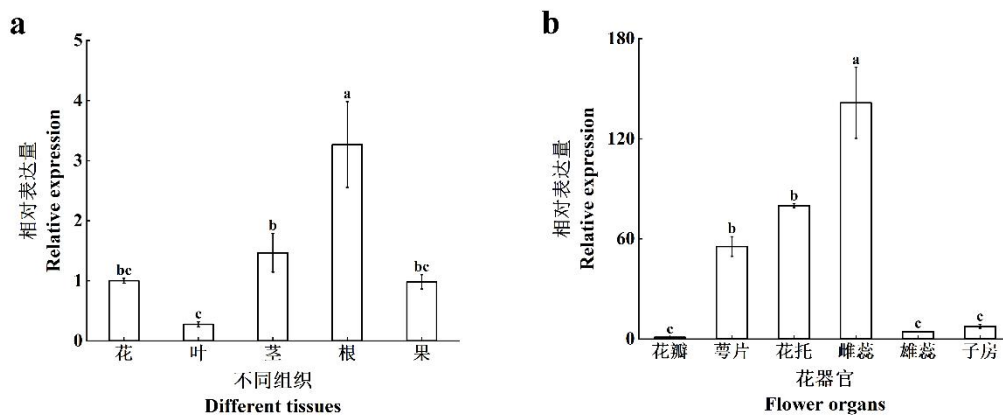 a
5
4
3
2
1
0
相对表达量
Relative expression
bc
c
b
a
bc
花 叶 茎 根 果
不同组织
Different tissues
b
180
120
60
0
相对表达量
Relative expression
c
b
b
a
c
c
花瓣 萼片 花托 雌蕊 雄蕊 子房
花器官
Flower organs